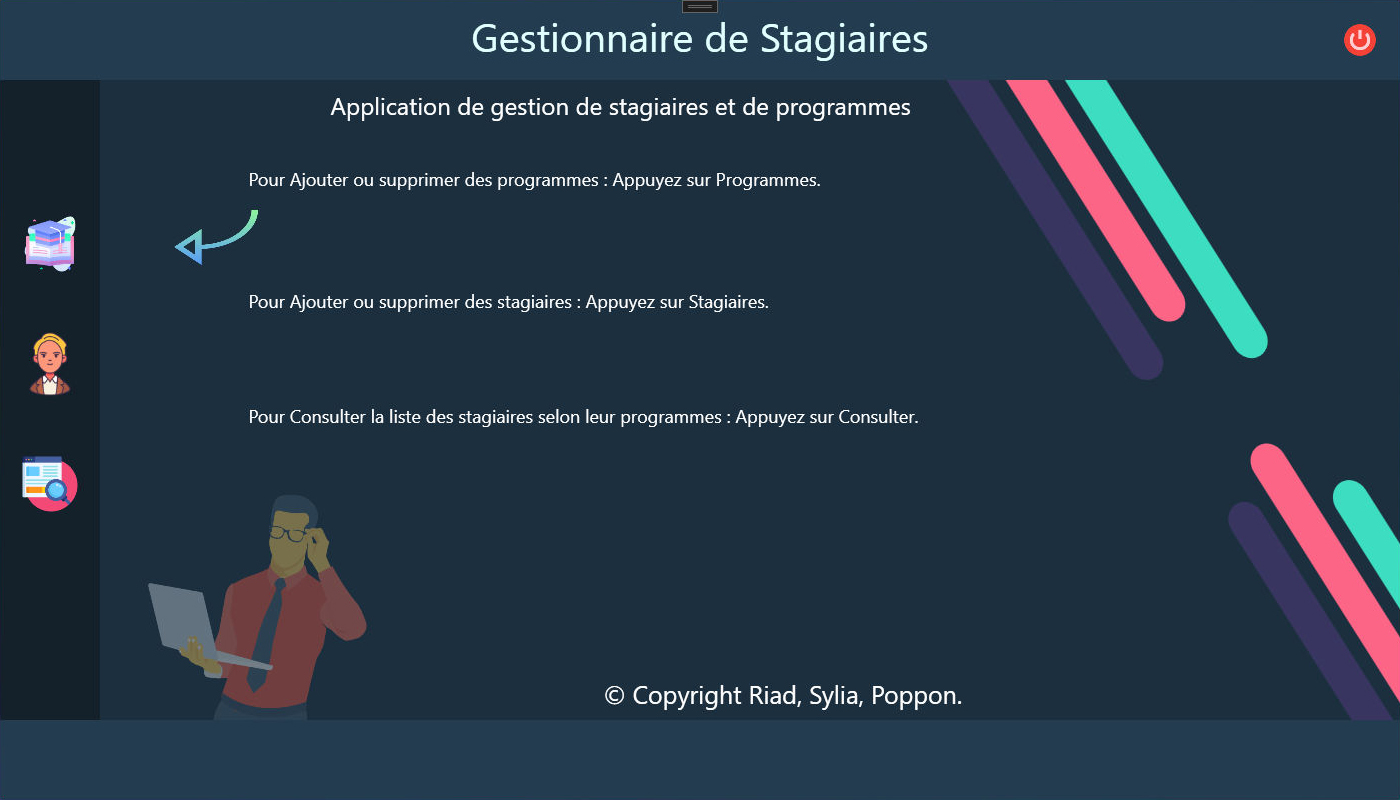 Gestionnaire de Stagiaires
Application de gestion de stagiaires et de programmes
Pour Ajouter ou supprimer des programmes : Appuyez sur Programmes.
Pour Ajouter ou supprimer des stagiaires : Appuyez sur Stagiaires.
Pour Consulter la liste des stagiaires selon leur programmes : Appuyez sur Consulter.
© Copyright Riad, Sylia, Poppon.